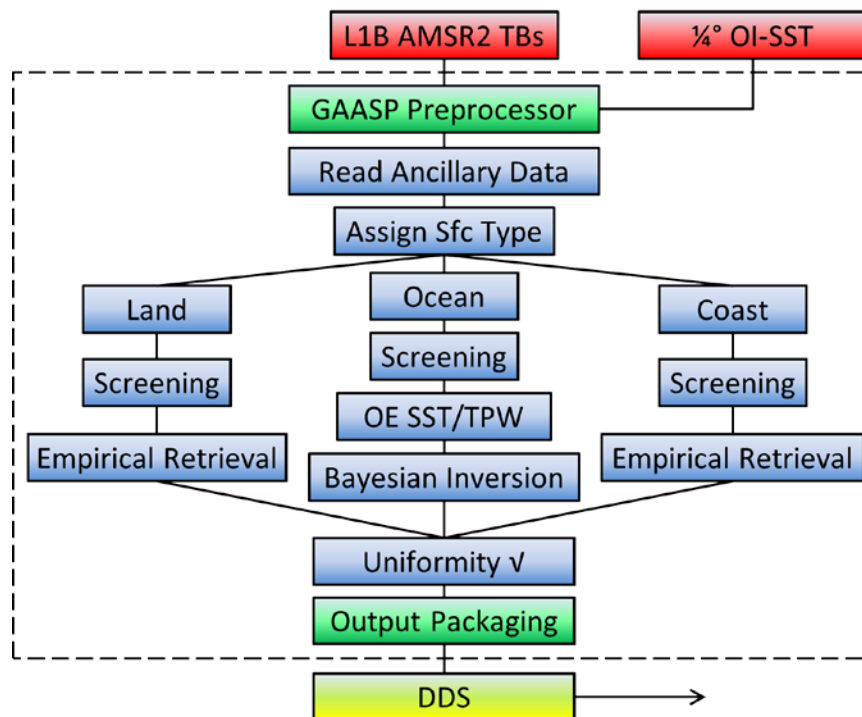 L1B AMSR2 TBs
¼° OI-SST
GAASP Preprocessor
Read Ancillary Data
Assign Sfc Type
Land
Ocean
Coast
Screening
Screening
Screening
OE SST/TPW
Empirical Retrieval
Bayesian Inversion
Empirical Retrieval
Uniformity √
Output Packaging
DDS